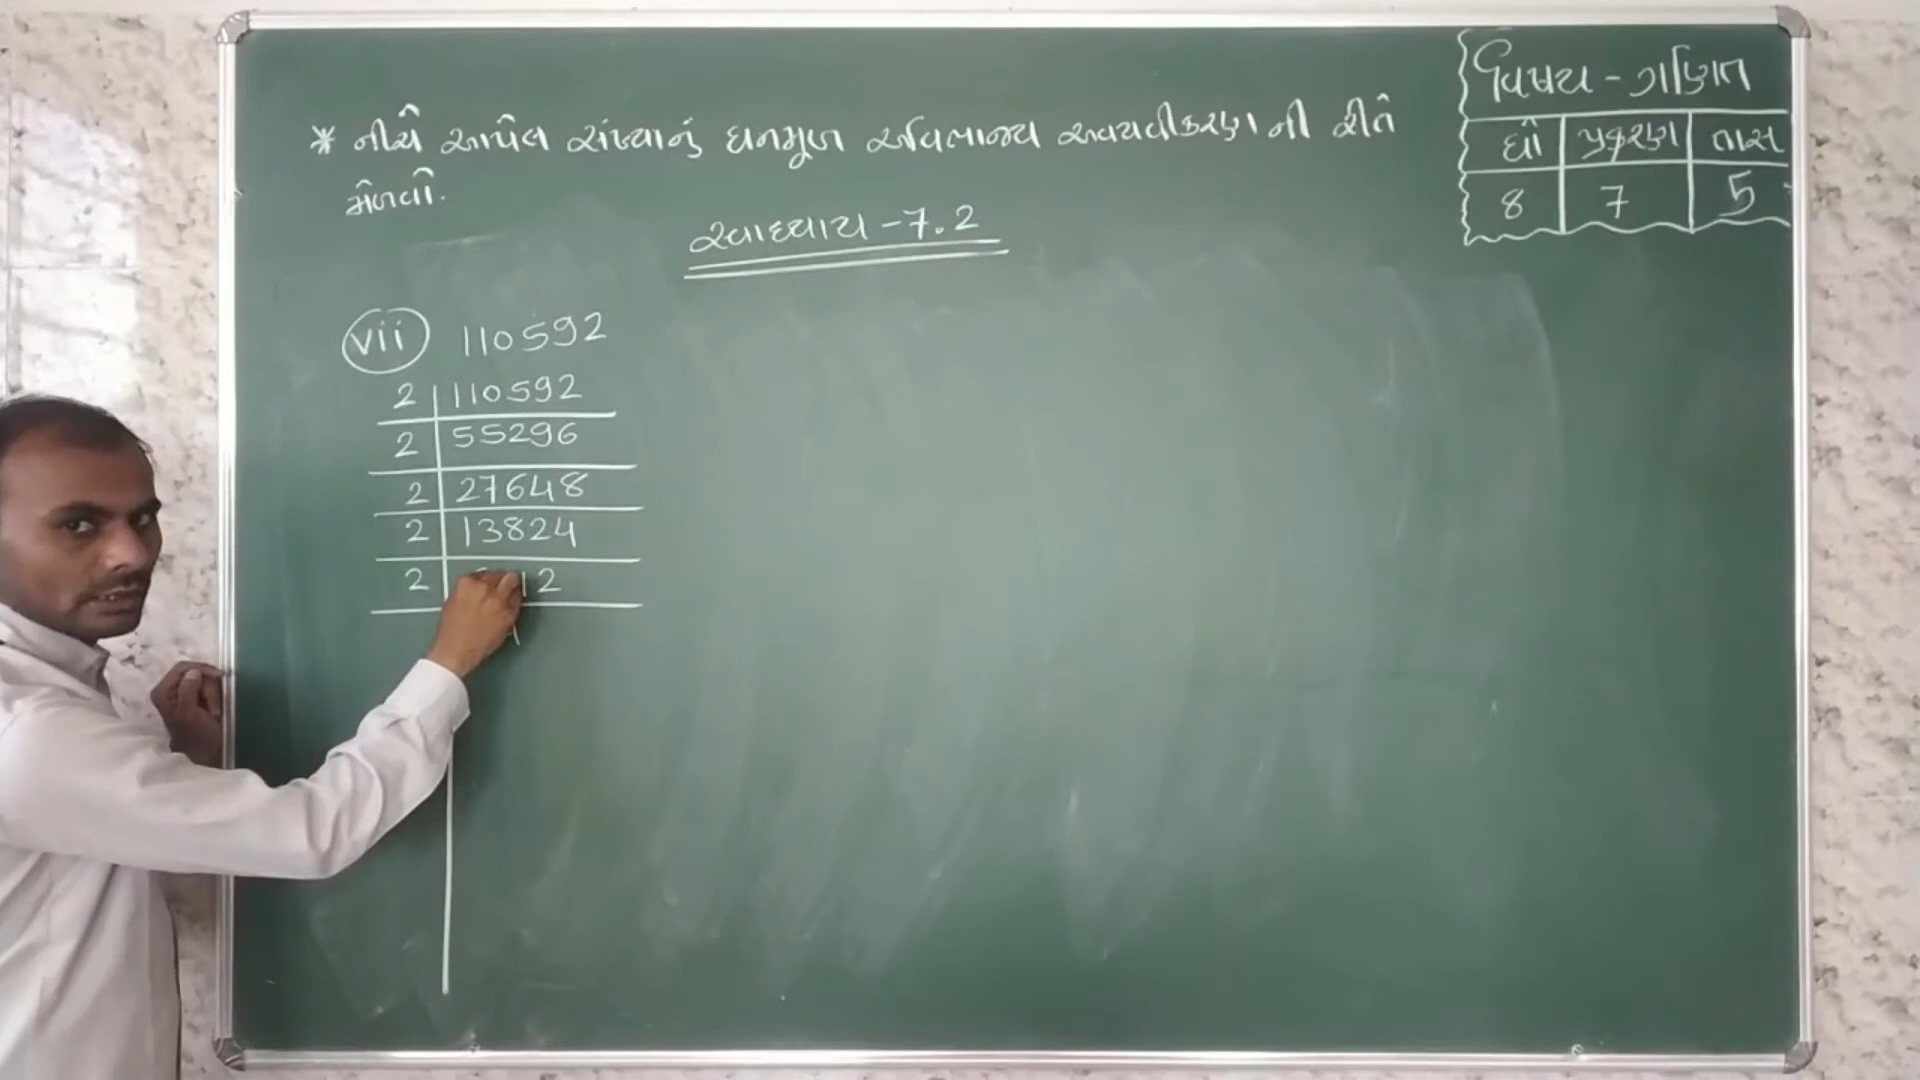 * નીચે આપેલ સંખ્યાનું ઘનમુળ અવિભાજ્ય અવયવીકરણ ની રીતે
મેળવો.
સ્વાધ્યાય - 7.2
વિષય - ગણિત
ધો પ્રકરણ તાસ
8 7 5
vii 110592
2 110592
2 55296
2 27648
2 13824
2